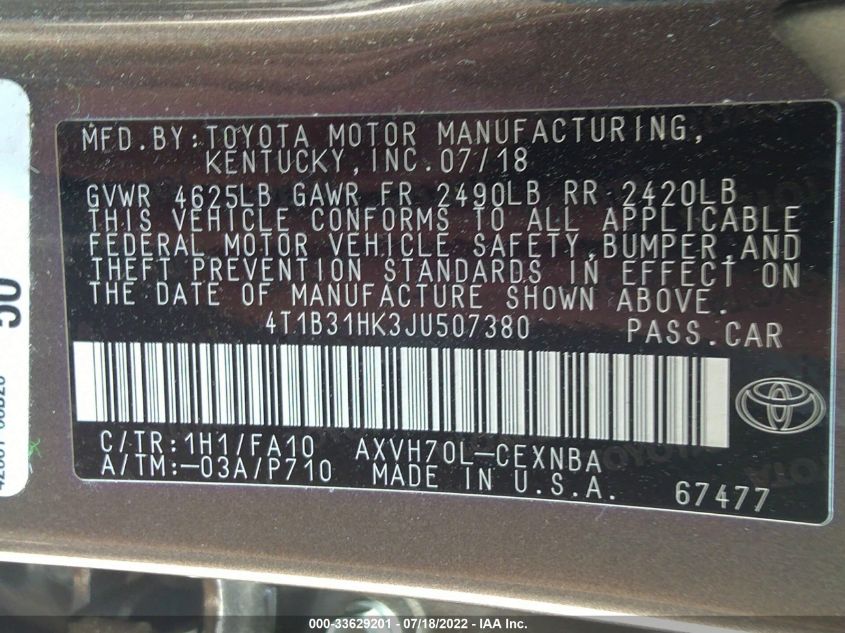 MFD.BY:TOYOTA MOTOR MANUFACTURING,
KENTUCKY,INC.07/18
GVWR 4625LB GAWR FR 2490LB RR 2420LB
THIS VEHICLE CONFORMS TO ALL APPLICABLE
FEDERAL MOTOR VEHICLE SAFETY,BUMPER,AND
THEFT PREVENTION STANDARDS IN EFFECT ON
THE DATE OF MANUFACTURE SHOWN ABOVE.
4T1B31HK3JU507380 PASS.CAR
C/TR:1H1/FA10 AXVH70L-CEXNBA
A/TM:-03A/P710 MADE IN U.S.A. 67477
50
000-33629201 - 07/18/2022 - IAA Inc.